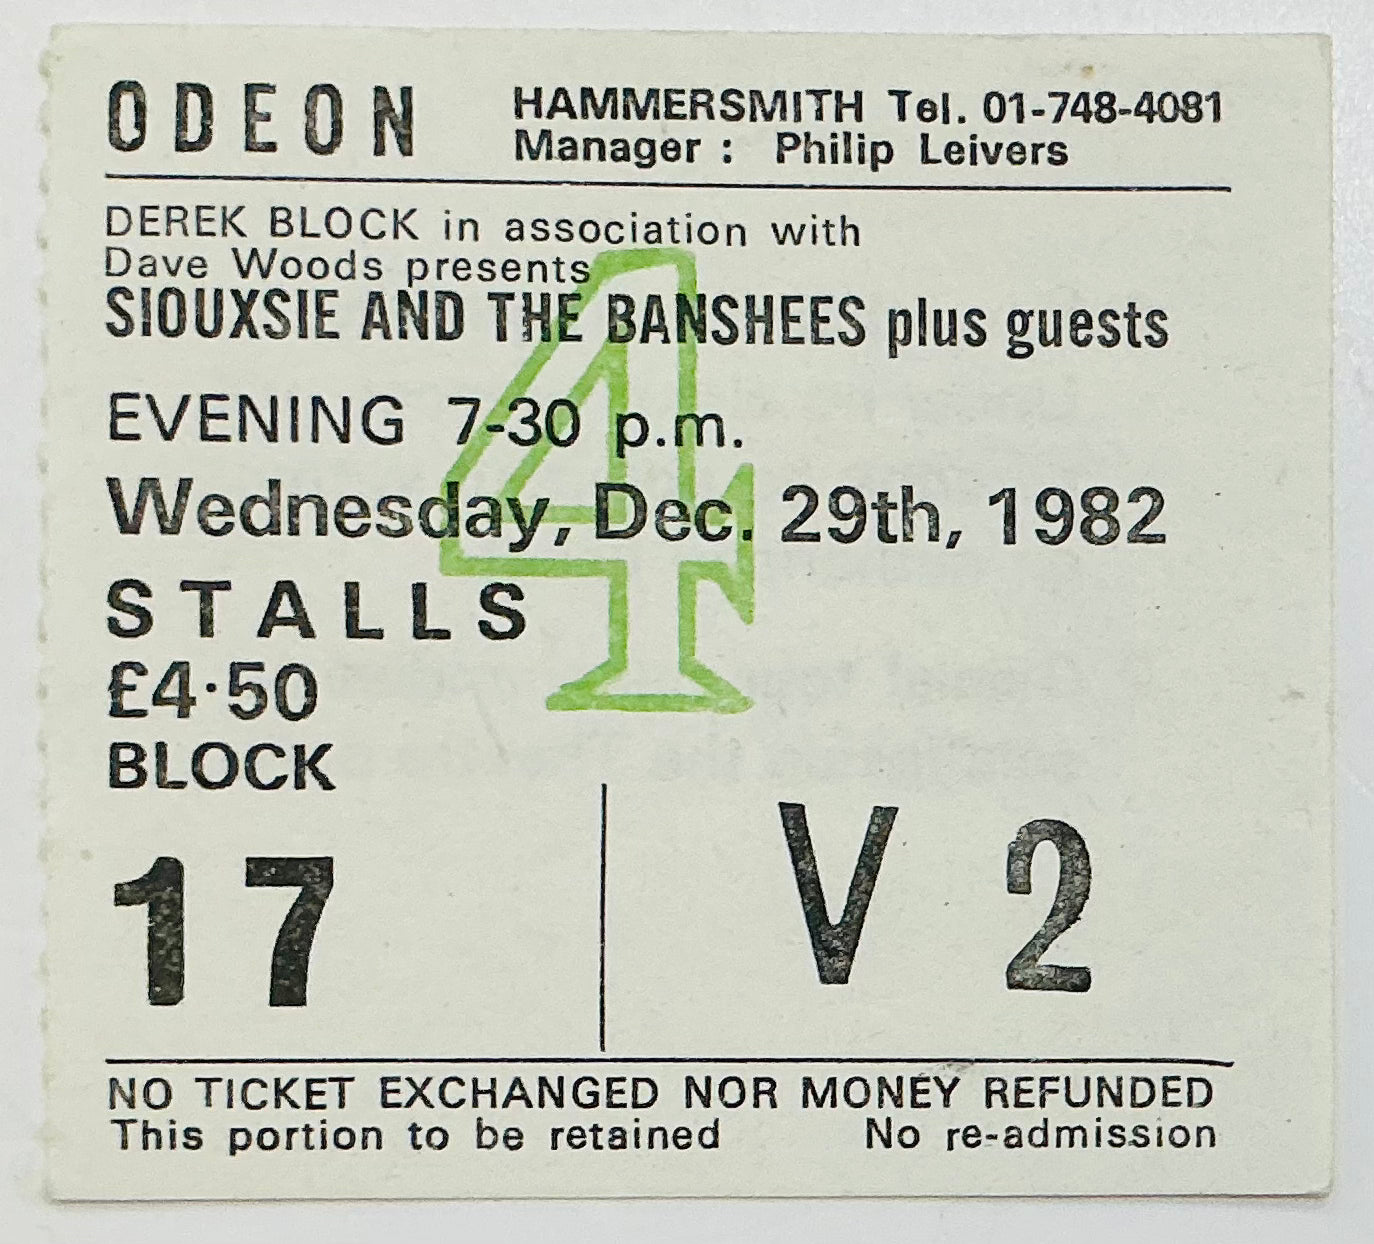 ODEON HAMMERSMITH Tel. 01-748-4081
Manager : Philip Leivers
DEREK BLOCK in association with
Dave Woods presents
SIOUXSIE AND THE BANSHEES plus guests
EVENING 7-30 p.m.
Wednesday, Dec. 29th, 1982
STALLS
£4·50
BLOCK
17 V 2
4
NO TICKET EXCHANGED NOR MONEY REFUNDED
This portion to be retained No re-admission